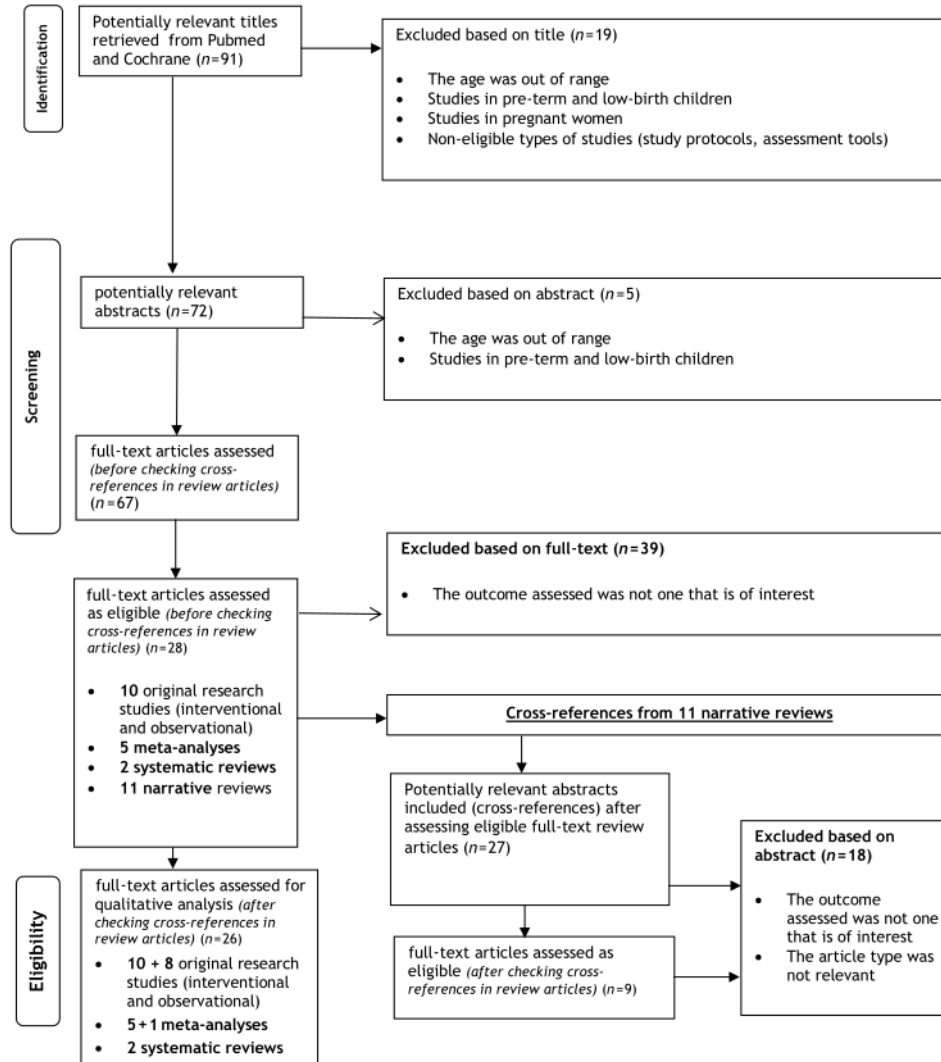 Identification
Potentially relevant titles
retrieved from Pubmed
and Cochrane (n=91)
Excluded based on title (n=19)
• The age was out of range
• Studies in pre-term and low-birth children
• Studies in pregnant women
• Non-eligible types of studies (study protocols, assessment tools)
Screening
potentially relevant
abstracts (n=72)
Excluded based on abstract (n=5)
• The age was out of range
• Studies in pre-term and low-birth children
full-text articles assessed
(before checking cross-
references in review articles)
(n=67)
Excluded based on full-text (n=39)
• The outcome assessed was not one that is of interest
full-text articles assessed
as eligible (before checking
cross-references in review
articles) (n=28)
• 10 original research
studies (interventional
and observational)
• 5 meta-analyses
• 2 systematic reviews
• 11 narrative reviews
Cross-references from 11 narrative reviews
Potentially relevant abstracts
included (cross-references) after
assessing eligible full-text review
articles (n=27)
Excluded based on
abstract (n=18)
• The outcome
assessed was not one
that is of interest
• The article type was
not relevant
full-text articles assessed as
eligible (after checking cross-
references in review articles) (n=9)
Eligibility
full-text articles assessed for
qualitative analysis (after
checking cross-references in
review articles) (n=26)
• 10 + 8 original research
studies (interventional
and observational)
• 5+1 meta-analyses
• 2 systematic reviews